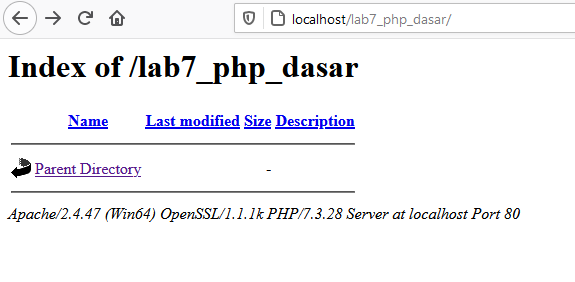 localhost/lab7_php_dasar/
Index of /lab7_php_dasar
Name Last modified Size Description
Parent Directory -
Apache/2.4.47 (Win64) OpenSSL/1.1.1k PHP/7.3.28 Server at localhost Port 80